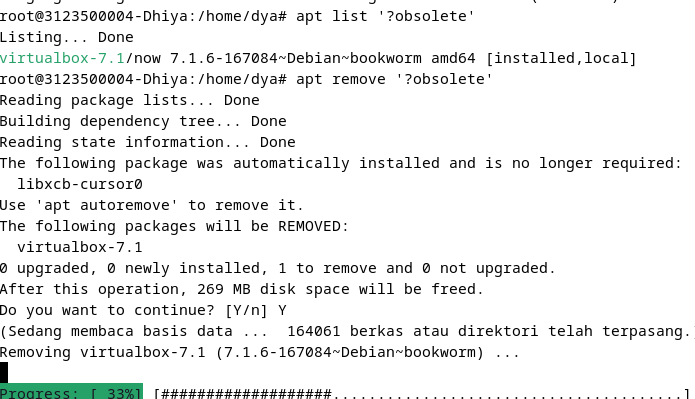 root@3123500004-Dhiya:/home/dya# apt list '?obsolete'
Listing... Done
virtualbox-7.1/now 7.1.6-167084~Debian~bookworm amd64 [installed,local]
root@3123500004-Dhiya:/home/dya# apt remove '?obsolete'
Reading package lists... Done
Building dependency tree... Done
Reading state information... Done
The following package was automatically installed and is no longer required:
  libxcb-cursor0
Use 'apt autoremove' to remove it.
The following packages will be REMOVED:
  virtualbox-7.1
0 upgraded, 0 newly installed, 1 to remove and 0 not upgraded.
After this operation, 269 MB disk space will be freed.
Do you want to continue? [Y/n] Y
(Sedang membaca basis data ...  164061 berkas atau direktori telah terpasang.)
Removing virtualbox-7.1 (7.1.6-167084~Debian~bookworm) ...
Progress: [ 33%] [###################.......................................]